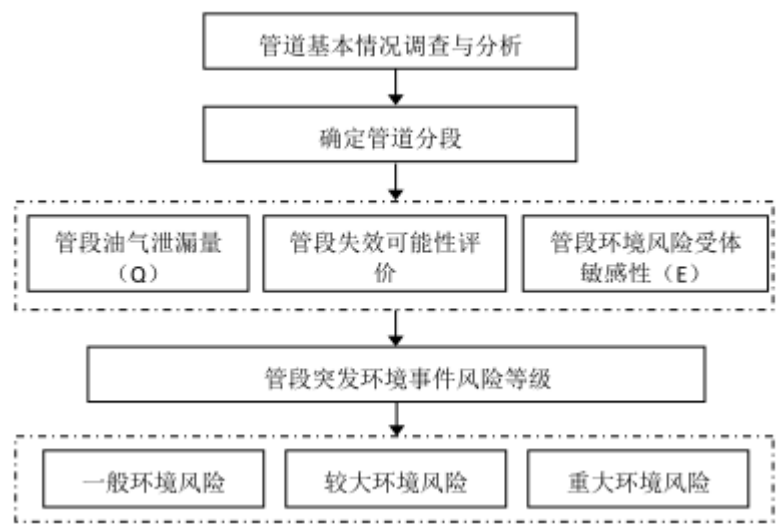 管道基本情况调查与分析
确定管道分段
管段油气泄漏量
（Q）
管段失效可能性评
价
管段环境风险受体
敏感性（E）
管段突发环境事件风险等级
一般环境风险
较大环境风险
重大环境风险